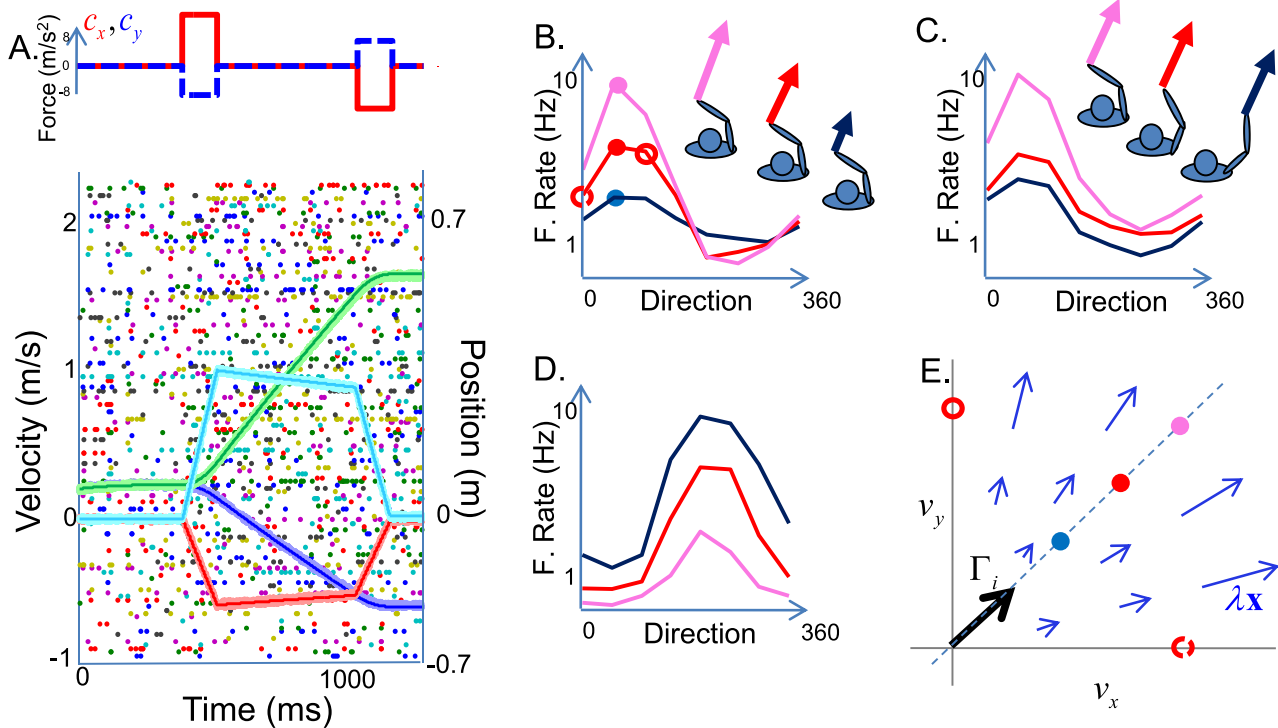 A.
c_x, c_y
Force (m/s²)
8
0
-8
Velocity (m/s)
2
1
0
-1
Position (m)
0.7
0
-0.7
0
1000
Time (ms)
B.
F. Rate (Hz)
10
1
0
Direction
360
C.
F. Rate (Hz)
10
1
0
Direction
360
D.
F. Rate (Hz)
10
1
0
Direction
360
E.
v_y
Γ_i
λx
v_x